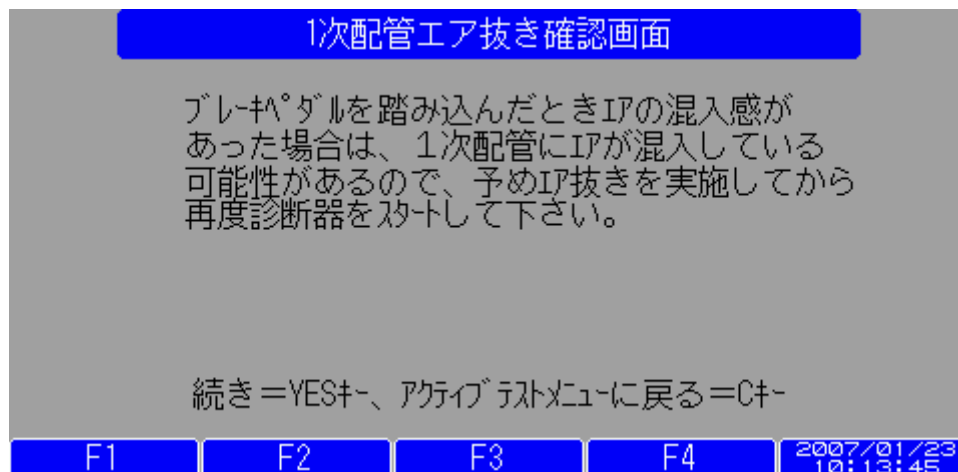 1次配管エア抜き確認画面
ブレーキペダルを踏み込んだときエアの混入感が
あった場合は、1次配管にエアが混入している
可能性があるので、予めエア抜きを実施してから
再度診断器をスタートして下さい。
続き=YESキー、アクティブテストメニューに戻る=Cキー
F1 F2 F3 F4 2007/01/23
10:13:45